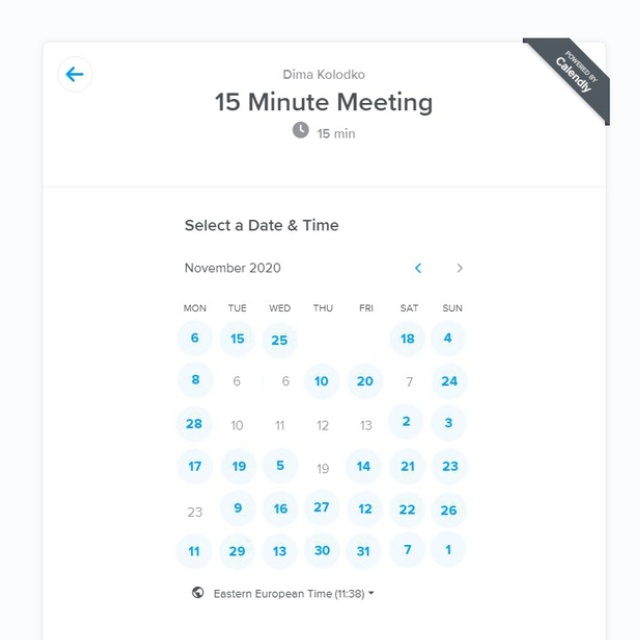 POWERED BY
Calendly
Dima Kolodko
15 Minute Meeting
15 min
Select a Date & Time
November 2020
MON TUE WED THU FRI SAT SUN
6 15 25 18 4
8 6 6 10 20 7 24
28 10 11 12 13 2 3
17 19 5 19 14 21 23
23 9 16 27 12 22 26
11 29 13 30 31 7 1
Eastern European Time (11:38)